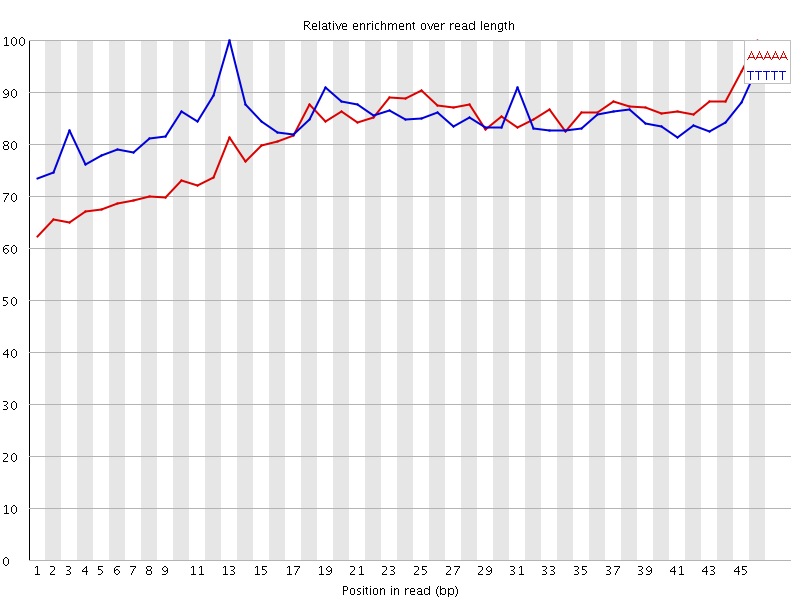 Relative enrichment over read length
100
90
80
70
60
50
40
30
20
10
0
AAAAA
TTTTT
1 2 3 4 5 6 7 8 9 11 13 15 17 19 21 23 25 27 29 31 33 35 37 39 41 43 45
Position in read (bp)